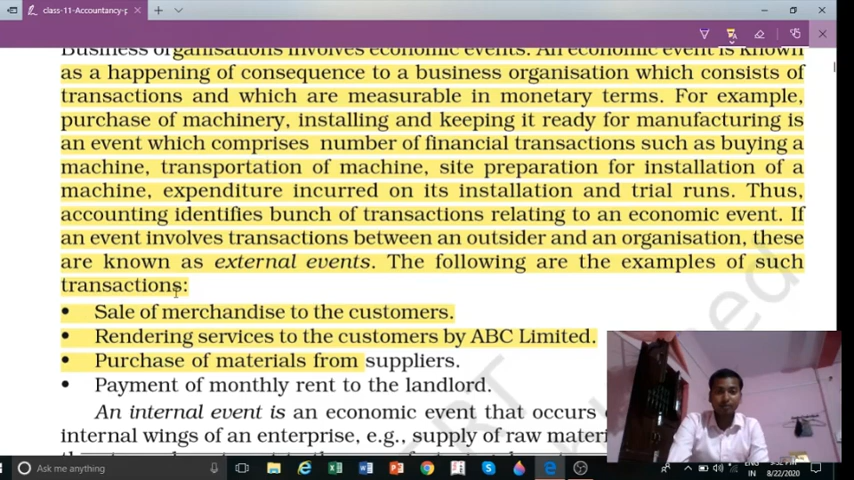 class-11-Accountancy-p
Business organisations involves economic events. An economic event is known
as a happening of consequence to a business organisation which consists of
transactions and which are measurable in monetary terms. For example,
purchase of machinery, installing and keeping it ready for manufacturing is
an event which comprises number of financial transactions such as buying a
machine, transportation of machine, site preparation for installation of a
machine, expenditure incurred on its installation and trial runs. Thus,
accounting identifies bunch of transactions relating to an economic event. If
an event involves transactions between an outsider and an organisation, these
are known as external events. The following are the examples of such
transactions:
• Sale of merchandise to the customers.
• Rendering services to the customers by ABC Limited.
• Purchase of materials from suppliers.
• Payment of monthly rent to the landlord.
An internal event is an economic event that occurs
internal wings of an enterprise, e.g., supply of raw materi
Ask me anything
ENG
IN
8/22/2020